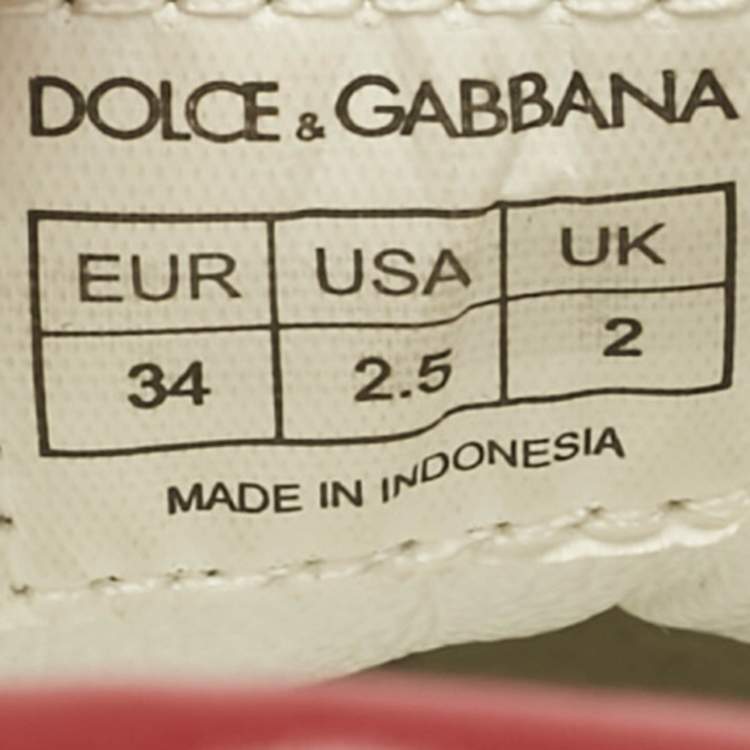 DOLCE & GABBANA
EUR USA UK
34 2.5 2
MADE IN INDONESIA